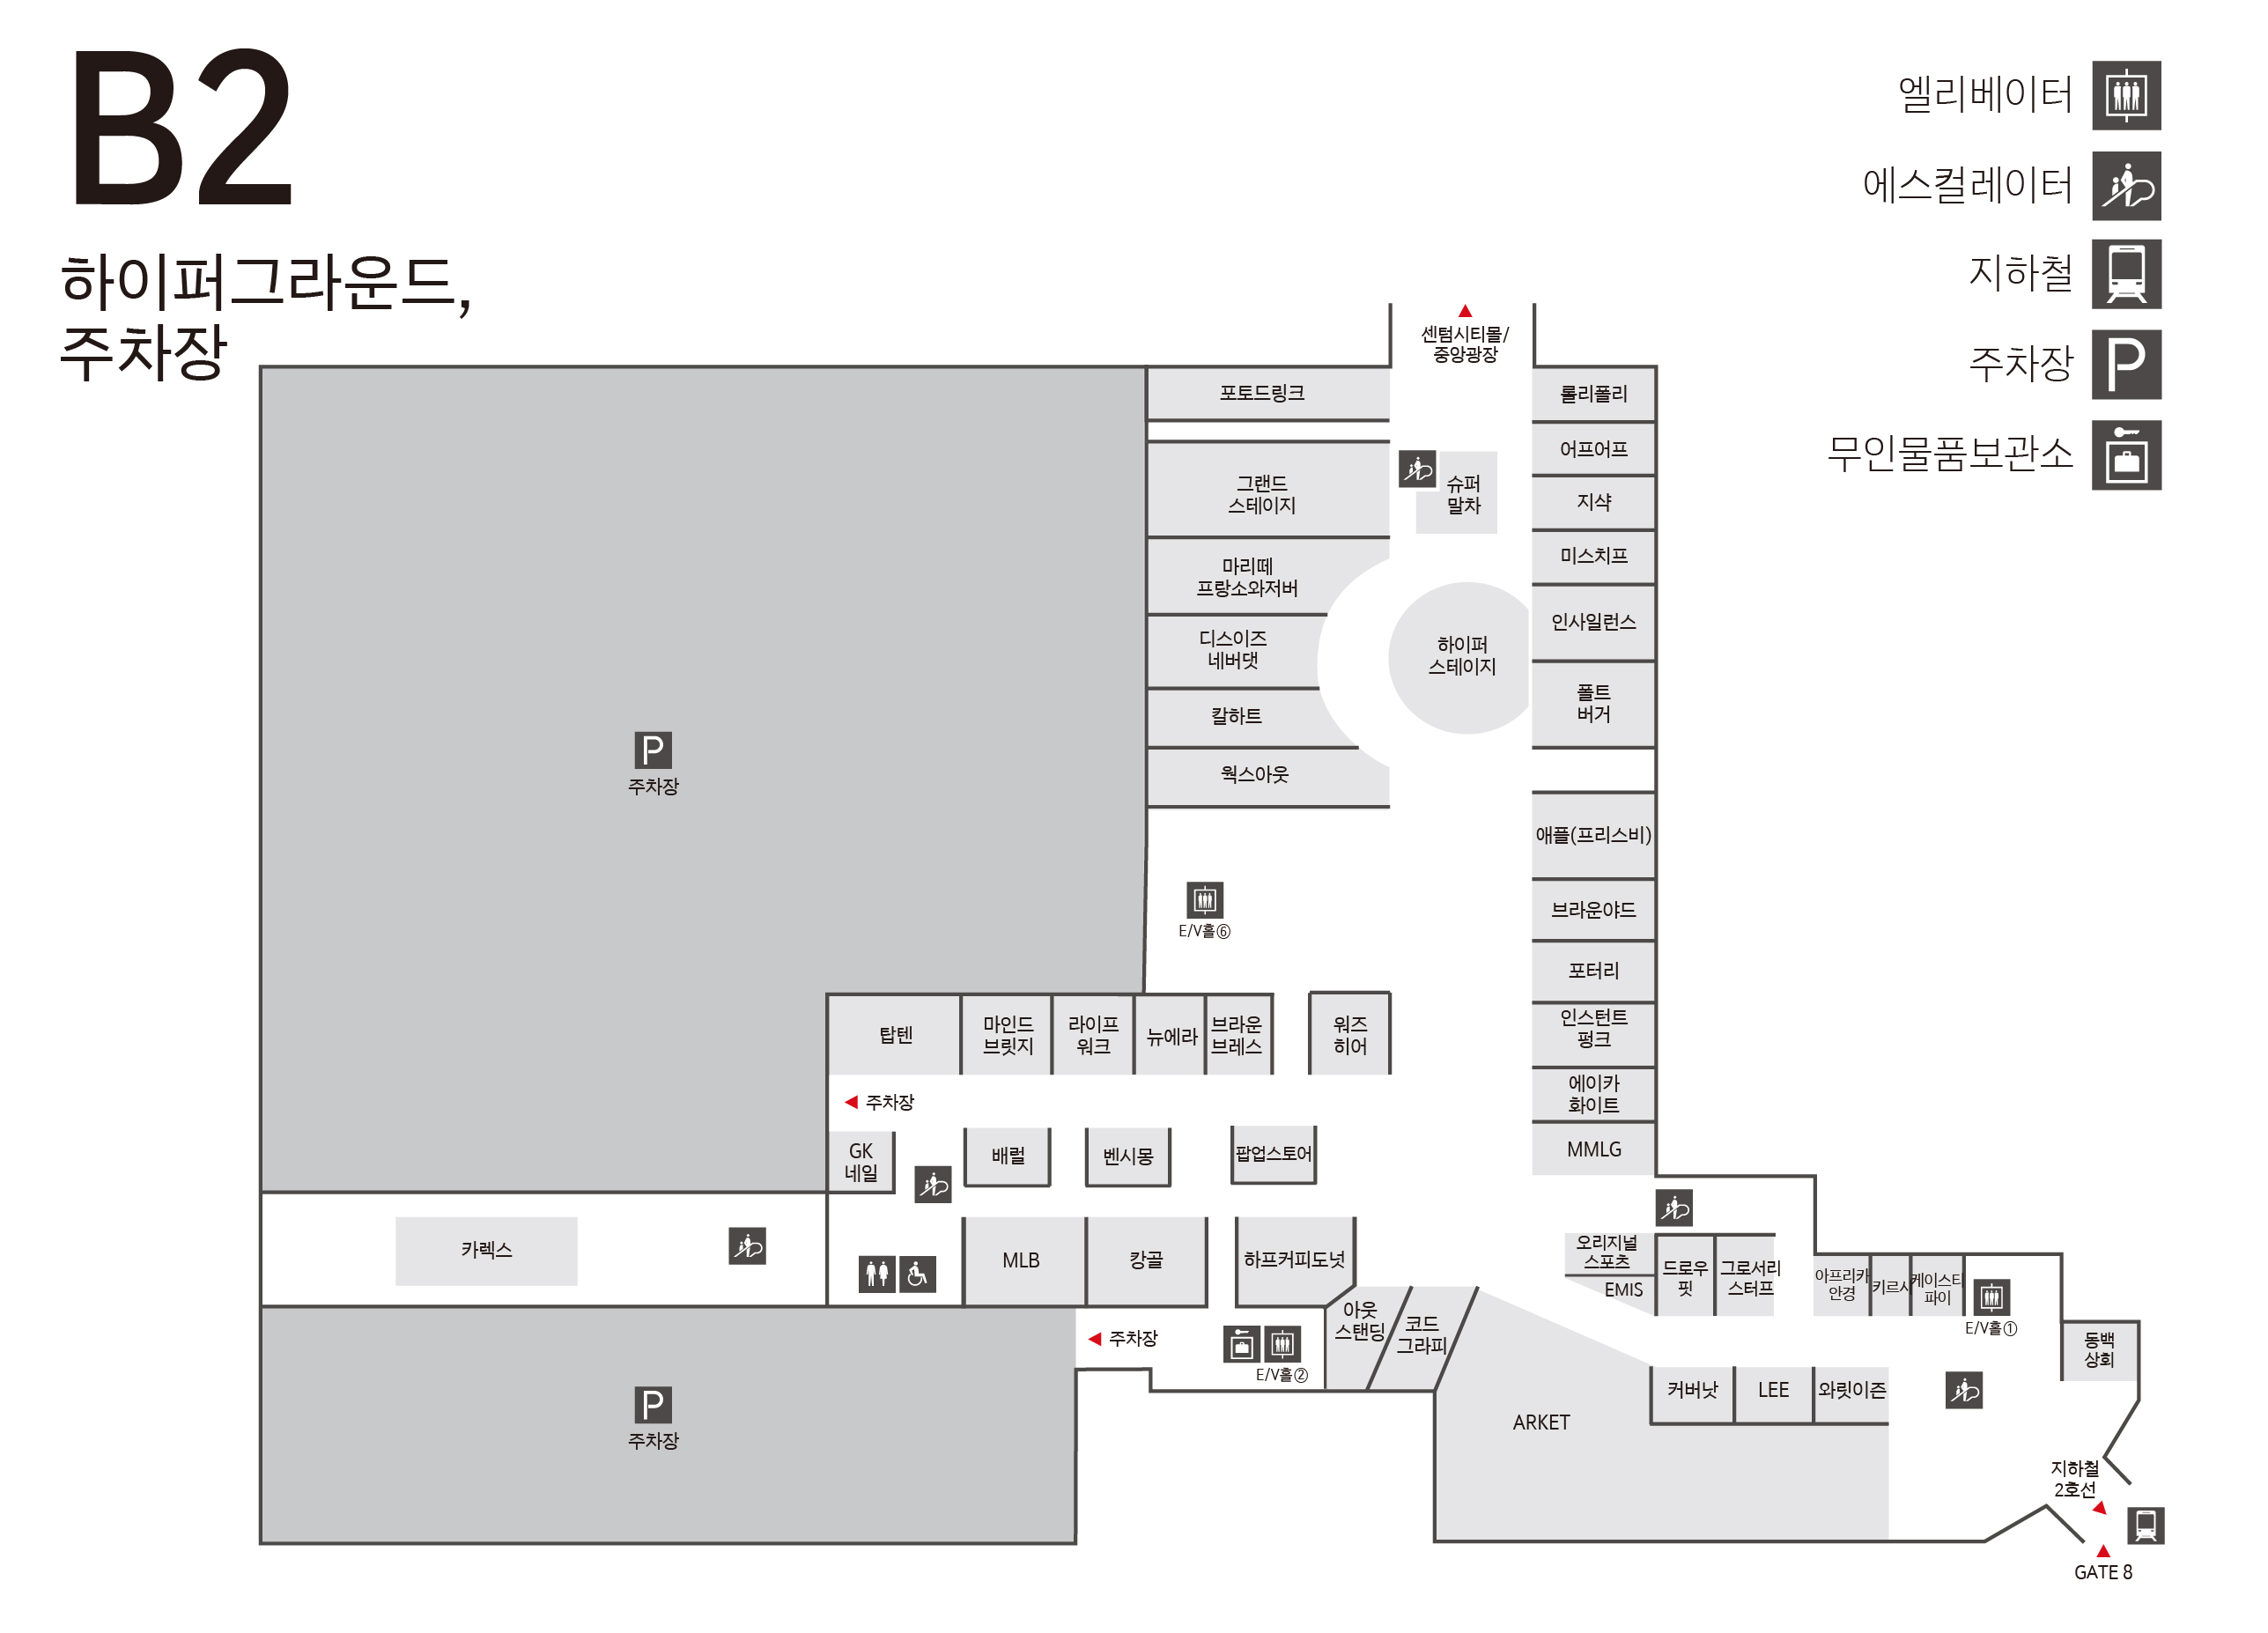 B2
하이퍼그라운드,
주차장
엘리베이터
에스컬레이터
지하철
주차장
무인물품보관소
센텀시티몰/
중앙광장
포토드링크
롤리폴리
어프어프
그랜드
스테이지
슈퍼
말차
지샥
미스치프
마리떼
프랑소와저버
인사일런스
디스이즈
네버댓
하이퍼
스테이지
폴트
버거
칼하트
웍스아웃
P
주차장
애플(프리스비)
E/V홀⑥
브라운야드
포터리
탑텐
마인드
브릿지
라이프
워크
뉴에라
브라운
브레스
워즈
히어
인스턴트
펑크
에이카
화이트
주차장
GK
네일
배럴
벤시몽
팝업스토어
MMLG
카렉스
MLB
캉골
하프커피도넛
오리지널
스포츠
EMIS
드로우
핏
그로서리
스터프
아프리카
안경
키르시
케이스티
파이
E/V홀①
동백
상회
아웃
스탠딩
코드
그라피
주차장
E/V홀②
커버낫
LEE
와릿이즌
ARKET
P
주차장
지하철
2호선
GATE 8